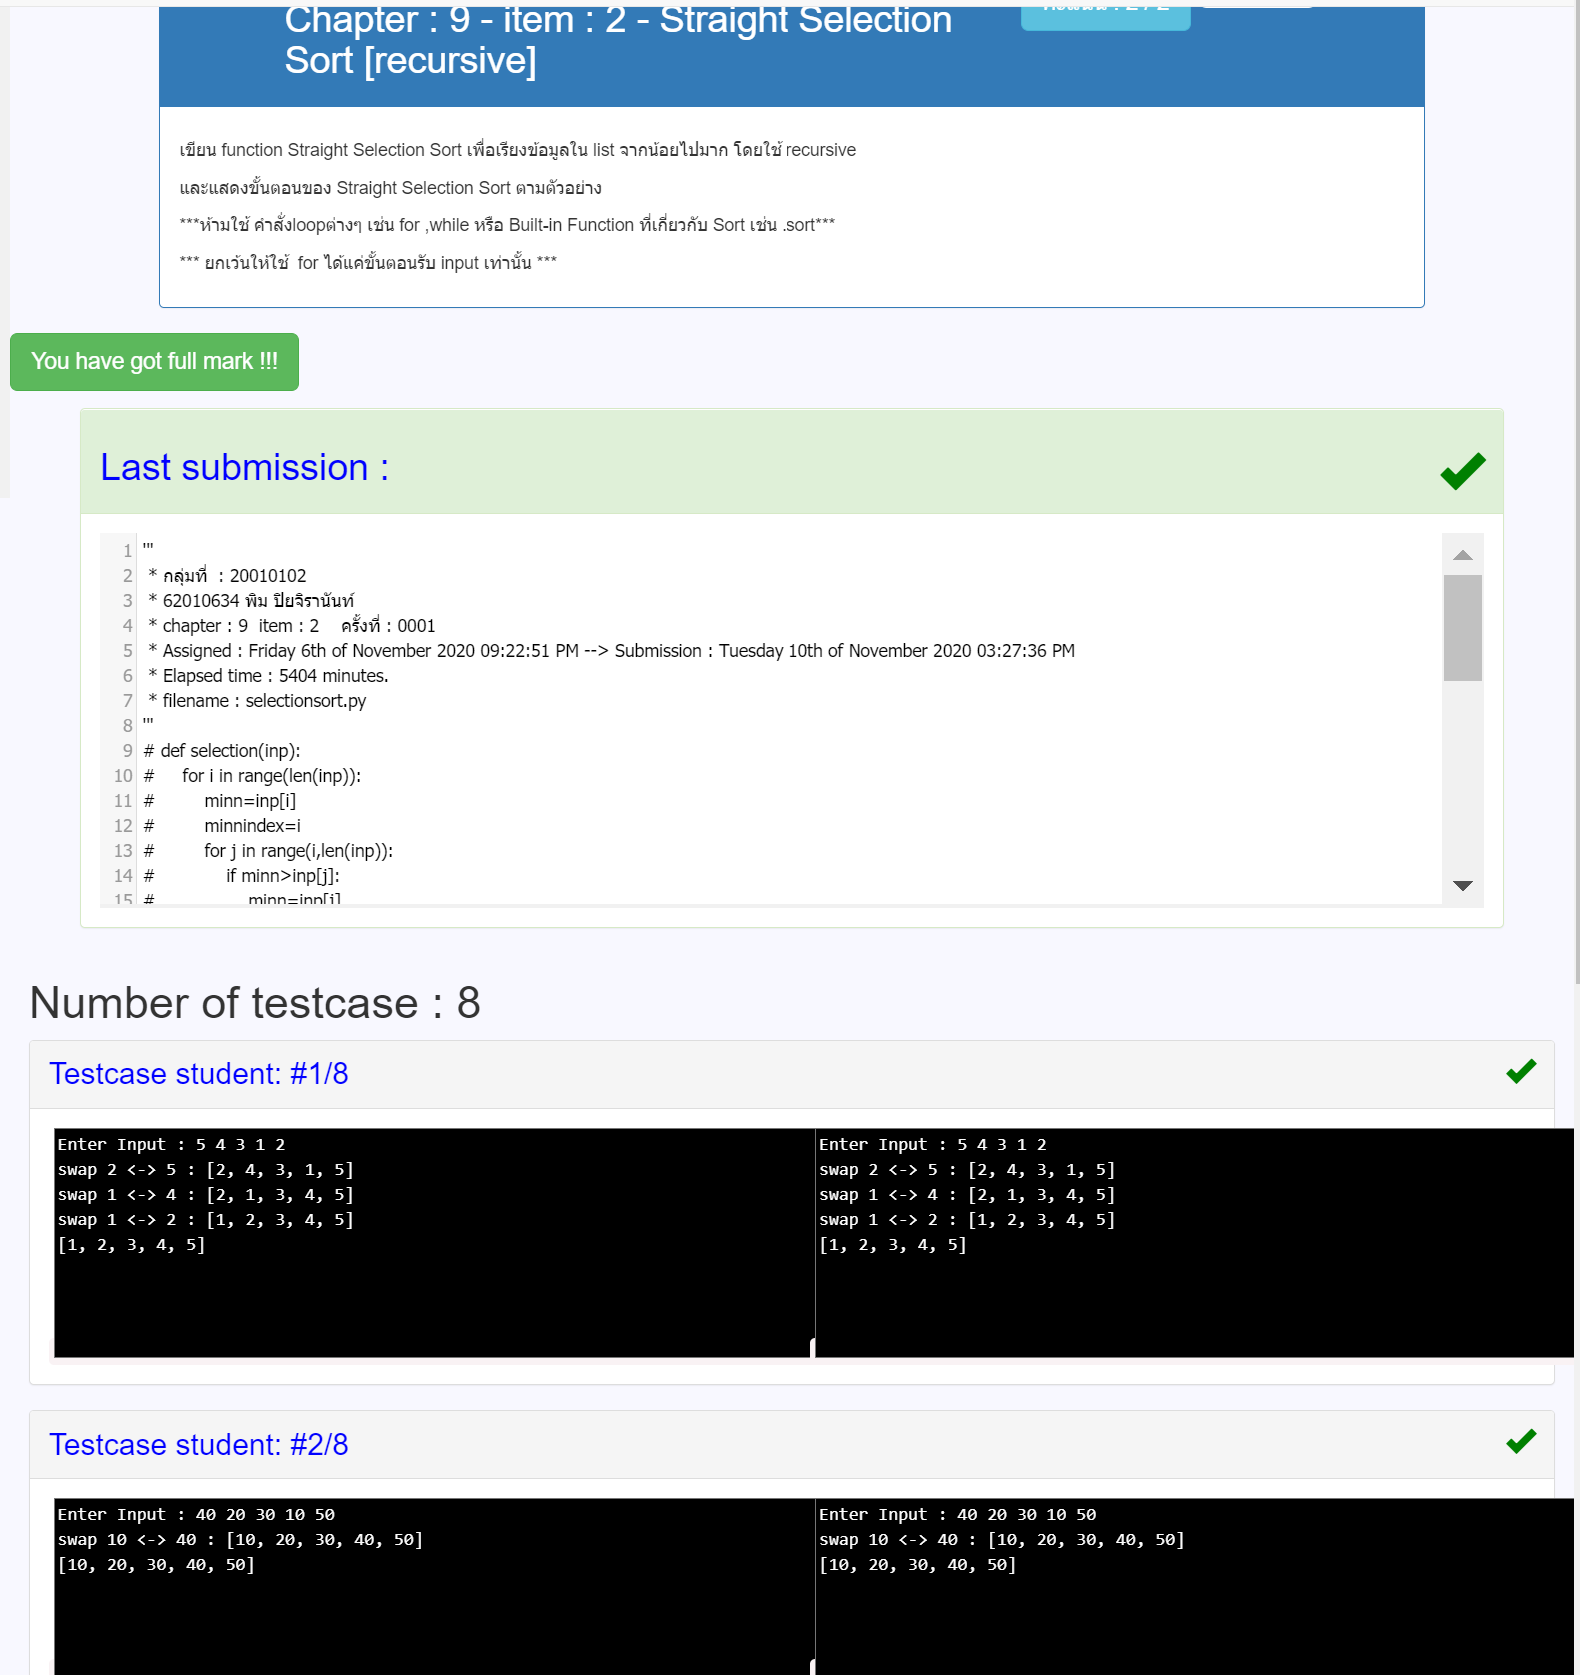 Chapter : 9 - item : 2 - Straight Selection
Sort [recursive]
เขียน function Straight Selection Sort เพื่อเรียงข้อมูลใน list จากน้อยไปมาก โดยใช้ recursive
และแสดงขั้นตอนของ Straight Selection Sort ตามตัวอย่าง
***ห้ามใช้ คำสั่งloopต่างๆ เช่น for ,while หรือ Built-in Function ที่เกี่ยวกับ Sort เช่น .sort***
*** ยกเว้นให้ใช้ for ได้แค่ขั้นตอนรับ input เท่านั้น ***
You have got full mark !!!
Last submission :
1 '''
2 * กลุ่มที่ : 20010102
3 * 62010634 พิม ปิยจิรานันท์
4 * chapter : 9 item : 2 ครั้งที่ : 0001
5 * Assigned : Friday 6th of November 2020 09:22:51 PM --> Submission : Tuesday 10th of November 2020 03:27:36 PM
6 * Elapsed time : 5404 minutes.
7 * filename : selectionsort.py
8 '''
9 # def selection(inp):
10 # for i in range(len(inp)):
11 # minn=inp[i]
12 # minnindex=i
13 # for j in range(i,len(inp)):
14 # if minn>inp[j]:
15 # minn=inp[j]
Number of testcase : 8
Testcase student: #1/8
Enter Input : 5 4 3 1 2
swap 2 <-> 5 : [2, 4, 3, 1, 5]
swap 1 <-> 4 : [2, 1, 3, 4, 5]
swap 1 <-> 2 : [1, 2, 3, 4, 5]
[1, 2, 3, 4, 5]
Enter Input : 5 4 3 1 2
swap 2 <-> 5 : [2, 4, 3, 1, 5]
swap 1 <-> 4 : [2, 1, 3, 4, 5]
swap 1 <-> 2 : [1, 2, 3, 4, 5]
[1, 2, 3, 4, 5]
Testcase student: #2/8
Enter Input : 40 20 30 10 50
swap 10 <-> 40 : [10, 20, 30, 40, 50]
[10, 20, 30, 40, 50]
Enter Input : 40 20 30 10 50
swap 10 <-> 40 : [10, 20, 30, 40, 50]
[10, 20, 30, 40, 50]